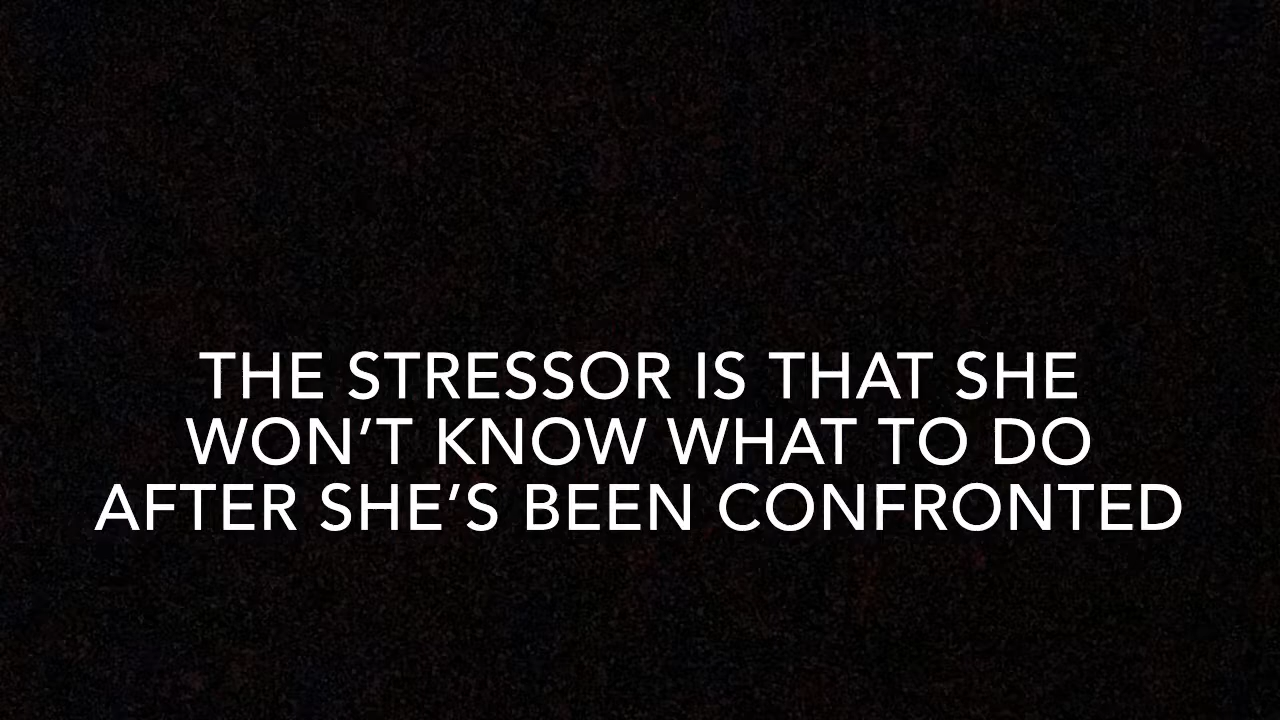 THE STRESSOR IS THAT SHE
WON’T KNOW WHAT TO DO
AFTER SHE’S BEEN CONFRONTED